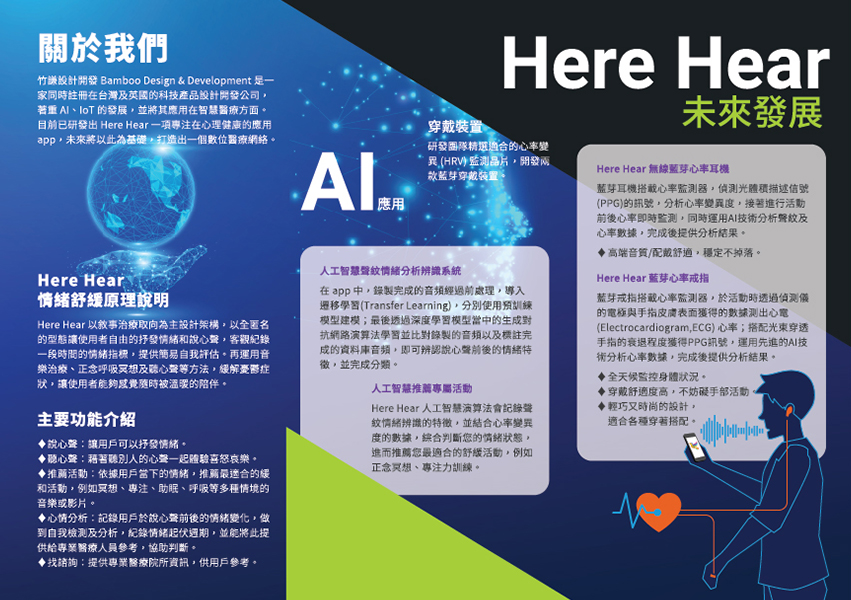 關於我們
竹謙設計開發 Bamboo Design & Development 是一
家同時註冊在台灣及英國的科技產品設計開發公司，
著重 AI、IoT 的發展，並將其應用在智慧醫療方面。
目前已研發出 Here Hear 一項專注在心理健康的應用
app，未來將以此為基礎，打造出一個數位醫療網絡。
Here Hear
情緒舒緩原理說明
Here Hear 以敘事治療取向為主設計架構，以全匿名
的型態讓使用者自由的抒發情緒和說心聲，客觀紀錄
一段時間的情緒指標，提供簡易自我評估。再運用音
樂治療、正念呼吸冥想及聽心聲等方法，緩解憂鬱症
狀，讓使用者能夠感覺隨時被溫暖的陪伴。
主要功能介紹
♦說心聲：讓用戶可以抒發情緒。
♦聽心聲：藉著聽別人的心聲一起體驗喜怒哀樂。
♦推薦活動：依據用戶當下的情緒，推薦最適合的緩
和活動，例如冥想、專注、助眠、呼吸等多種情境的
音樂或影片。
♦心情分析：記錄用戶於說心聲前後的情緒變化，做
到自我檢測及分析，紀錄情緒起伏週期，並能將此提
供給專業醫療人員參考，協助判斷。
♦找諮詢：提供專業醫療院所資訊，供用戶參考。
AI應用
人工智慧聲紋情緒分析辨識系統
在 app 中，錄製完成的音頻經過前處理，導入
遷移學習(Transfer Learning)，分別使用預訓練
模型建模；最後透過深度學習模型當中的生成對
抗網路演算法學習並比對錄製的音頻以及標註完
成的資料庫音頻，即可辨認說心聲前後的情緒特
徵，並完成分類。
人工智慧推薦專屬活動
Here Hear 人工智慧演算法會記錄聲
紋情緒辨識的特徵，並結合心率變異
度的數據，綜合判斷您的情緒狀態，
進而推薦您最適合的舒緩活動，例如
正念冥想、專注力訓練。
穿戴裝置
研發團隊精選適合的心率變
異 (HRV) 監測晶片，開發兩
款藍芽穿戴裝置。
Here Hear
未來發展
Here Hear 無線藍芽心率耳機
藍芽耳機搭載心率監測器，偵測光體積描述信號
(PPG)的訊號，分析心率變異度，接著進行活動
前後心率即時監測，同時運用AI技術分析聲紋及
心率數據，完成後提供分析結果。
♦高端音質/配戴舒適，穩定不掉落。
Here Hear 藍芽心率戒指
藍芽戒指搭載心率監測器，於活動時透過偵測儀
的電極與手指皮膚表面獲得的數據測出心電
(Electrocardiogram,ECG) 心率；搭配光束穿透
手指的衰退程度獲得PPG訊號，運用先進的AI技
術分析心率數據，完成後提供分析結果。
♦全天候監控身體狀況。
♦穿戴舒適度高，不妨礙手部活動。
♦輕巧又時尚的設計，
適合各種穿著搭配。